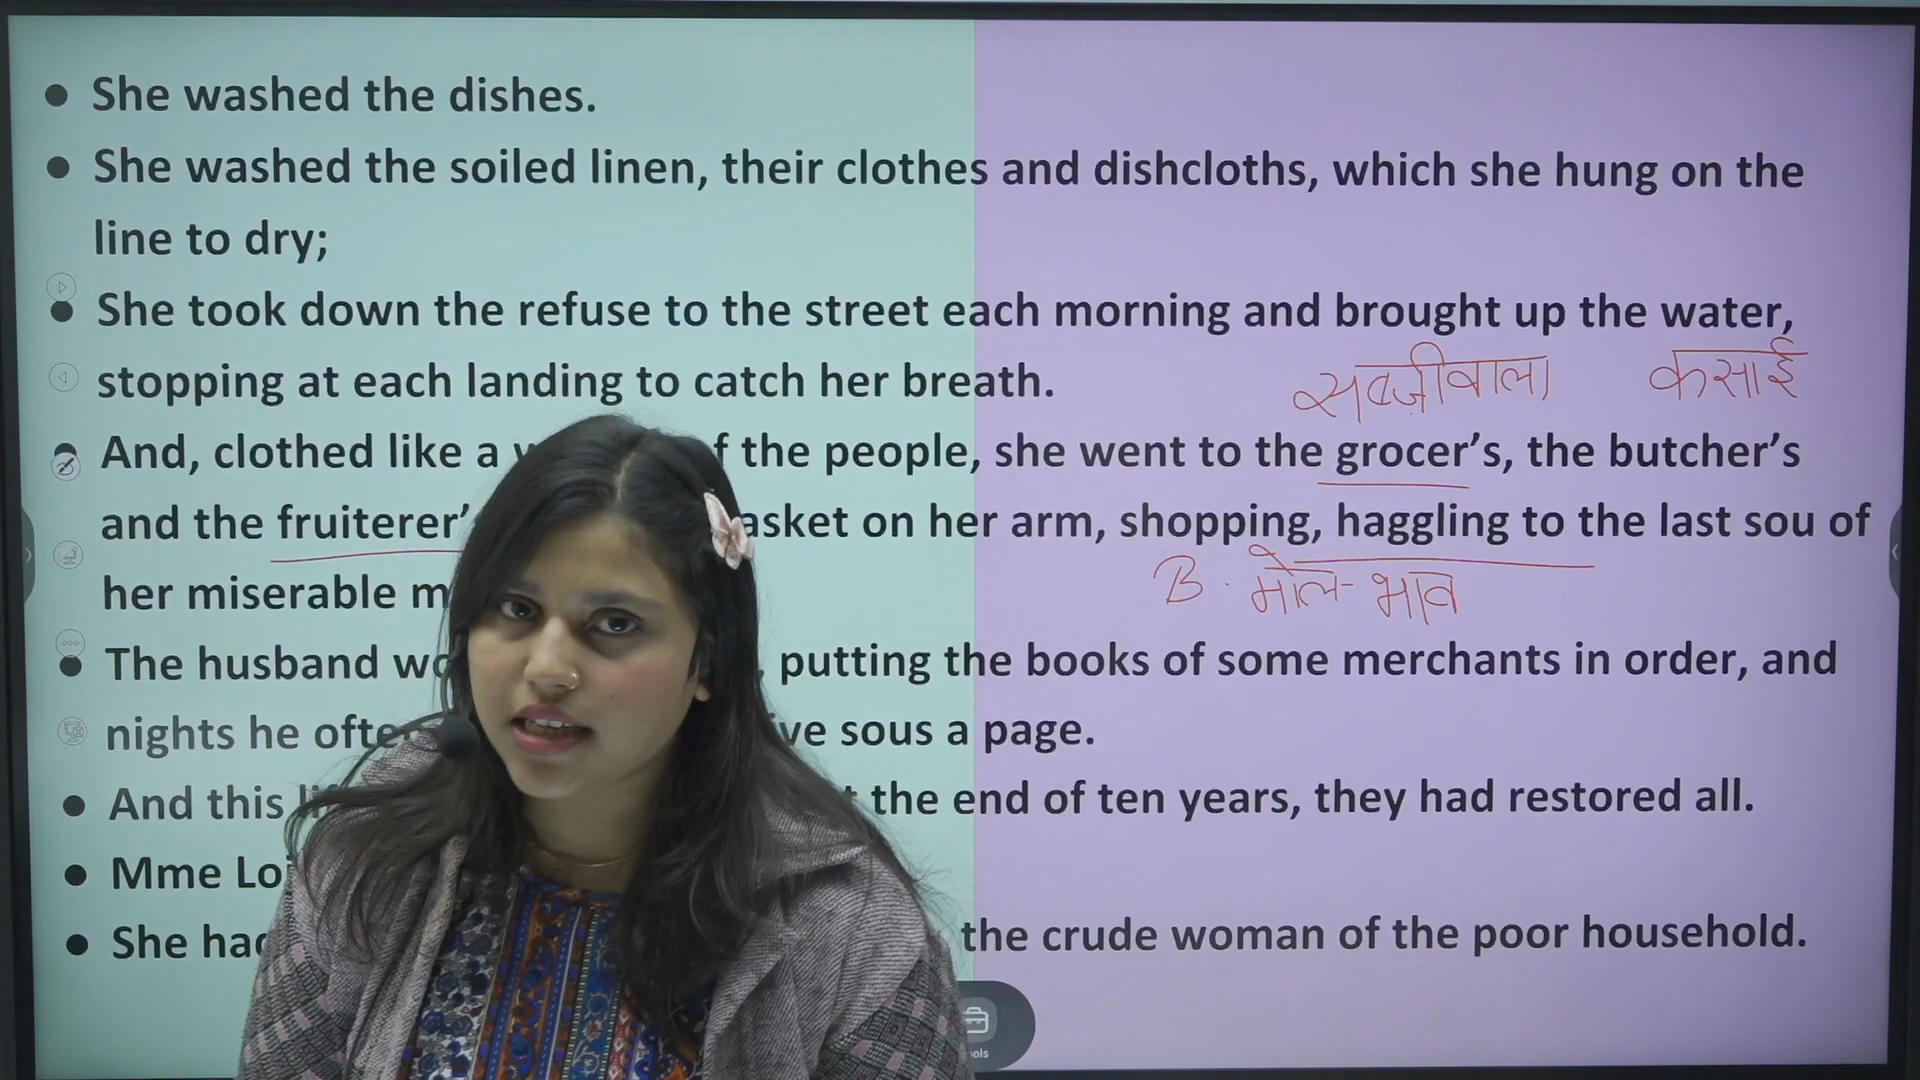 • She washed the dishes.
• She washed the soiled linen, their clothes and dishcloths, which she hung on the
line to dry;
• She took down the refuse to the street each morning and brought up the water,
stopping at each landing to catch her breath.
सब्ज़ीवाला कसाई
• And, clothed like a f the people, she went to the grocer's, the butcher's
and the fruiterer' asket on her arm, shopping, haggling to the last sou of
her miserable m
B. मोल-भाव
• The husband wo , putting the books of some merchants in order, and
nights he ofte ve sous a page.
• And this the end of ten years, they had restored all.
• Mme Loi
• She had the crude woman of the poor household.
ols